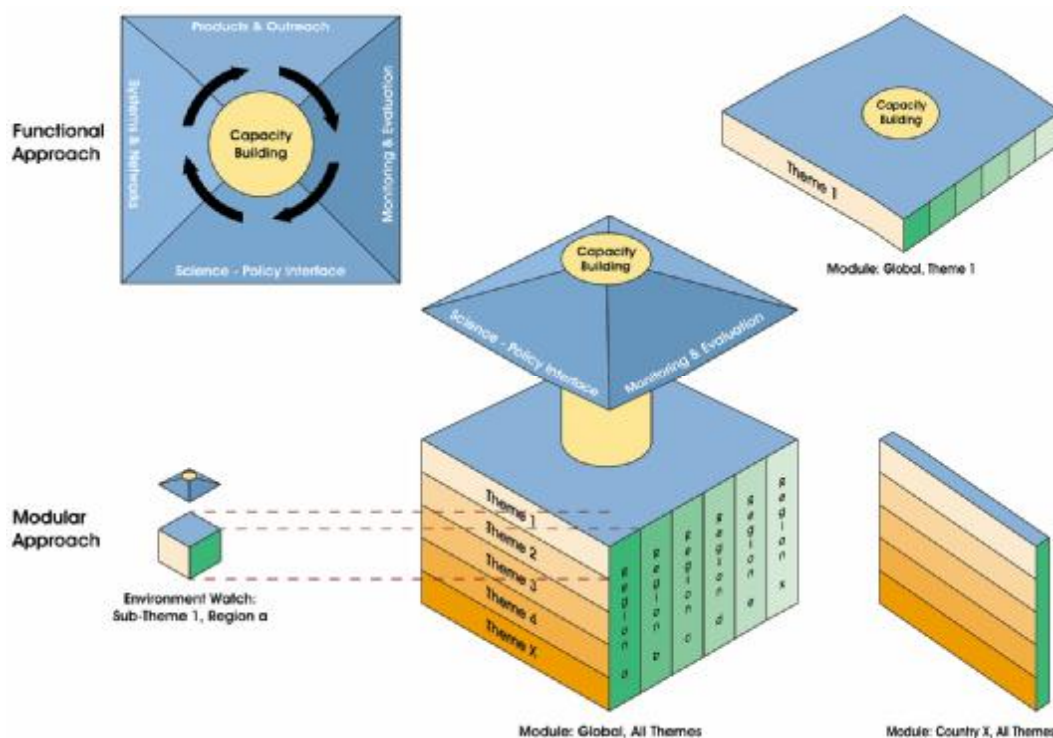 Products & Outreach
Systems & Networks
Capacity
Building
Monitoring & Evaluation
Science - Policy Interface
Functional
Approach
Capacity
Building
Theme 1
Module: Global, Theme 1
Capacity
Building
Science - Policy Interface
Monitoring & Evaluation
Modular
Approach
Environment Watch:
Sub-Theme 1, Region a
Theme 1
Theme 2
Theme 3
Theme 4
Theme X
Region a
Region b
Region c
Region d
Region e
Region x
Module: Global, All Themes
Module: Country X, All Themes